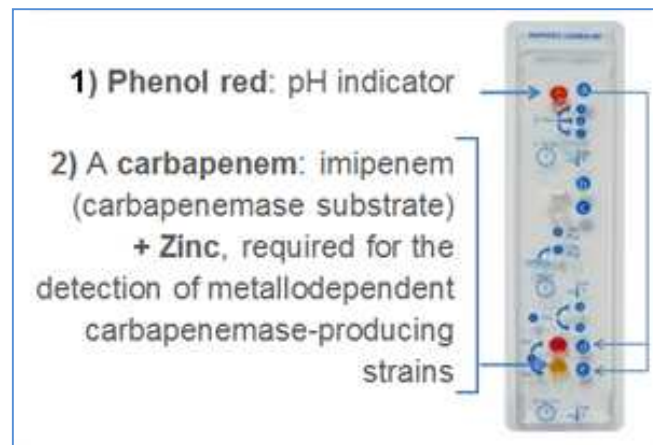 1) Phenol red: pH indicator
2) A carbapenem: imipenem
(carbapenemase substrate)
+ Zinc, required for the
detection of metallodependent
carbapenemase-producing
strains